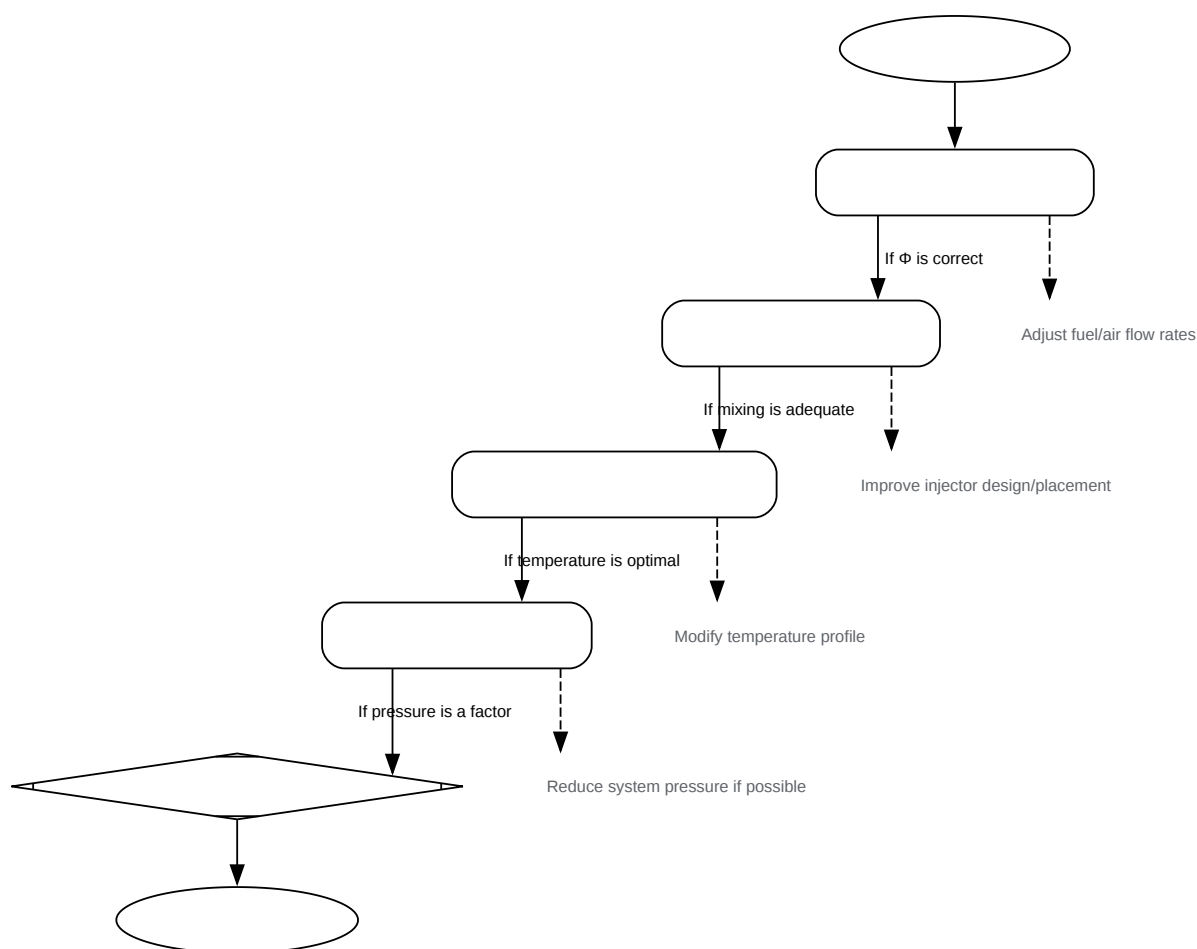 If Φ is correct
Adjust fuel/air flow rates
If mixing is adequate
Improve injector design/placement
If temperature is optimal
Modify temperature profile
If pressure is a factor
Reduce system pressure if possible